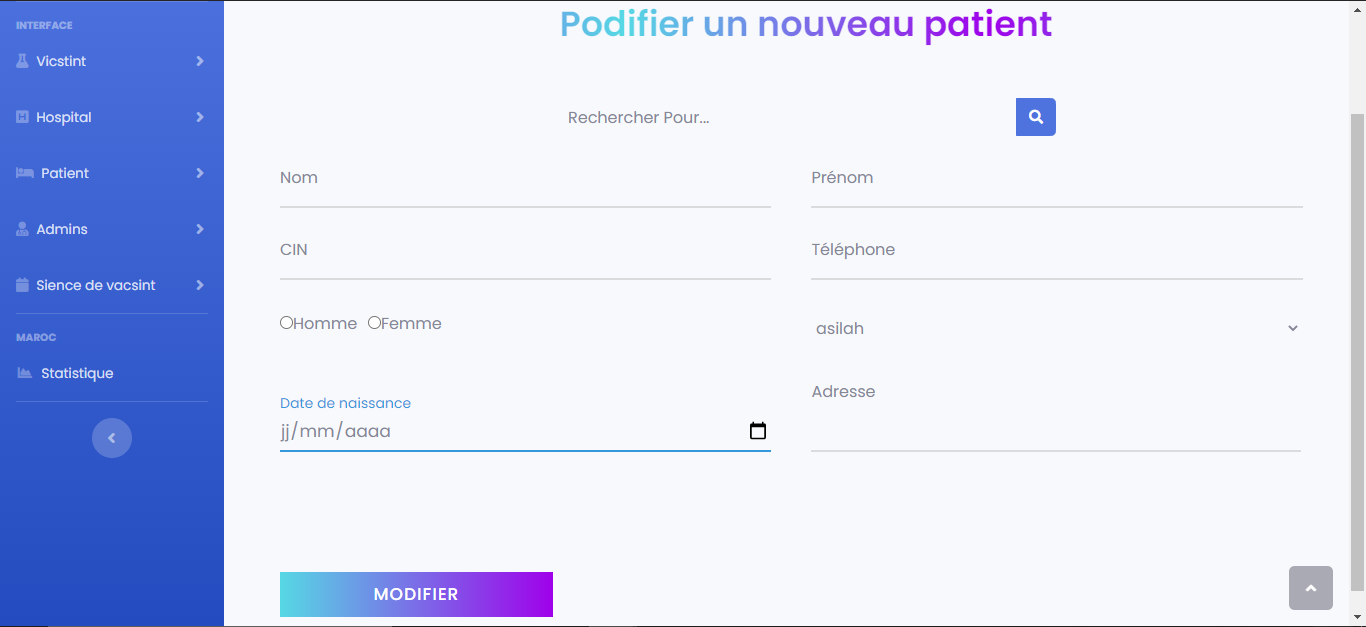 INTERFACE
Vicstint
Hospital
Patient
Admins
Sience de vacsint
MAROC
Statistique
Podifier un nouveau patient
Rechercher Pour...
Nom
Prénom
CIN
Téléphone
Homme Femme
asilah
Date de naissance
jj/mm/aaaa
Adresse
MODIFIER